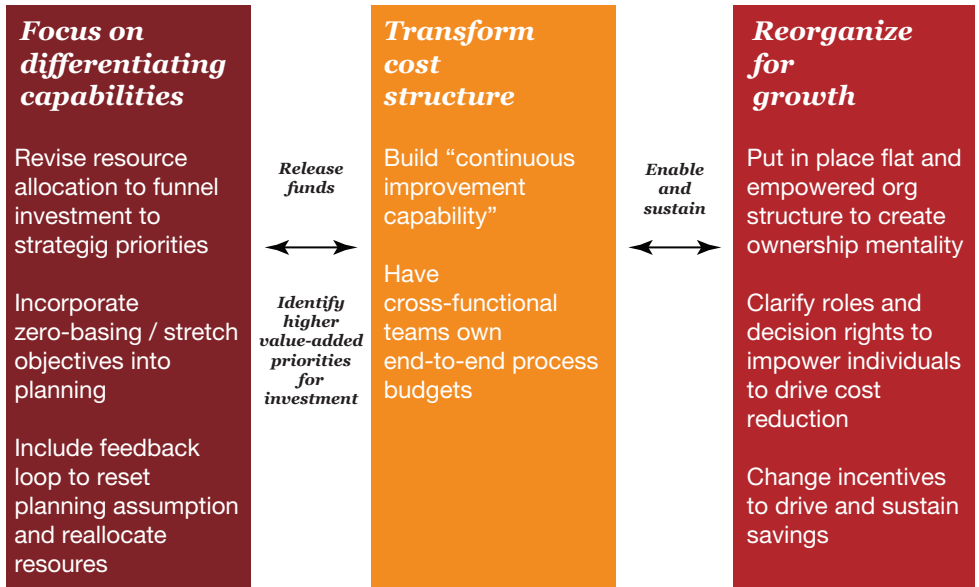 Focus on
differentiating
capabilities
Revise resource
allocation to funnel
investment to
strategig priorities
Incorporate
zero-basing / stretch
objectives into
planning
Include feedback
loop to reset
planning assumption
and reallocate
resoures
Release
funds
Identify
higher
value-added
priorities
for
investment
Transform
cost
structure
Build “continuous
improvement
capability”
Have
cross-functional
teams own
end-to-end process
budgets
Enable
and
sustain
Reorganize
for
growth
Put in place flat and
empowered org
structure to create
ownership mentality
Clarify roles and
decision rights to
impower individuals
to drive cost
reduction
Change incentives
to drive and sustain
savings